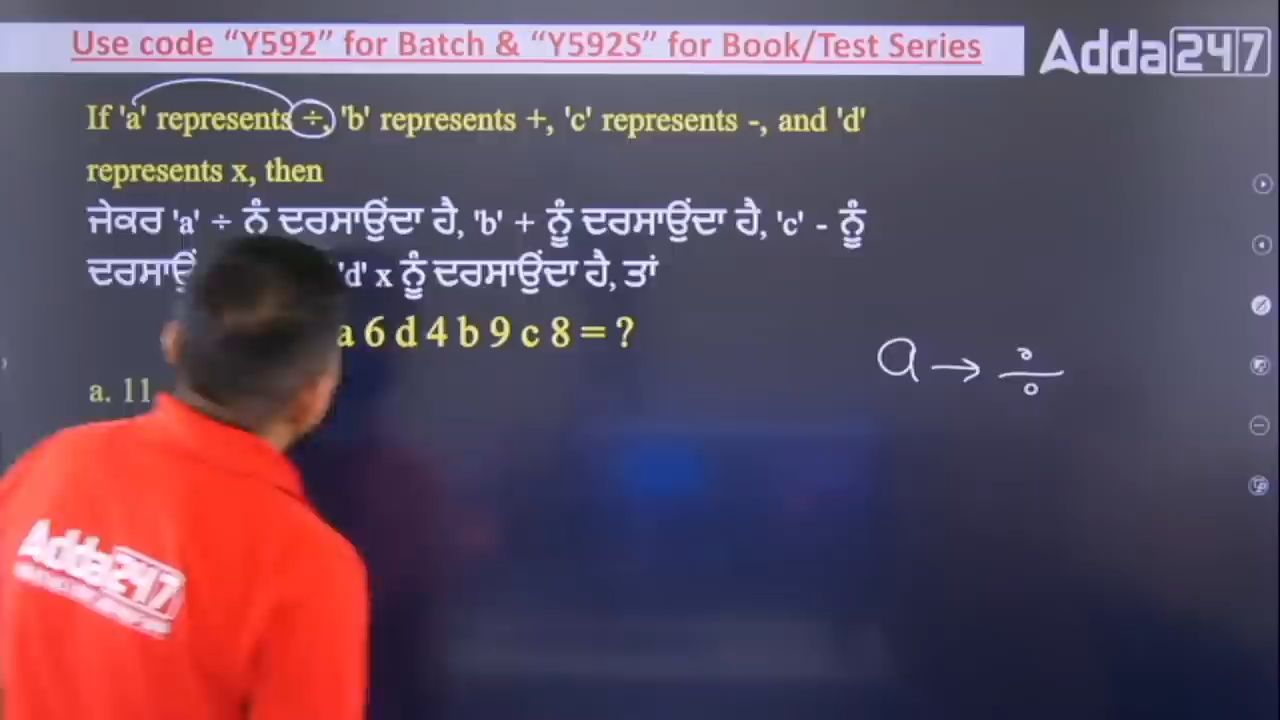 Use code “Y592” for Batch & “Y592S” for Book/Test Series
Adda247
If 'a' represents ÷, 'b' represents +, 'c' represents -, and 'd'
represents x, then
ਜੇਕਰ 'a' ÷ ਨੂੰ ਦਰਸਾਉਂਦਾ ਹੈ, 'b' + ਨੂੰ ਦਰਸਾਉਂਦਾ ਹੈ, 'c' - ਨੂੰ
'd' x ਨੂੰ ਦਰਸਾਉਂਦਾ ਹੈ, ਤਾਂ
a 6 d 4 b 9 c 8 = ?
a → ÷
a. 11
Adda247